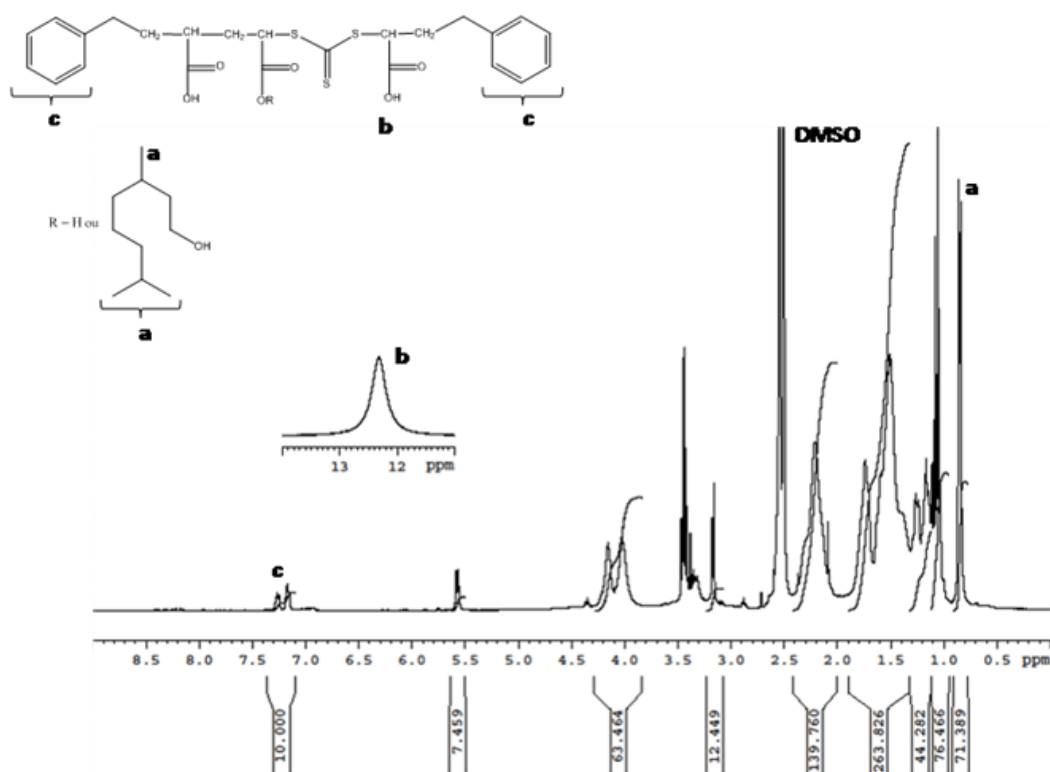 CH₂ CH CH₂ CH S S CH CH₂
O O O
OH OR S OH
c b c
DMSO
a
a
R – H ou
OH
a
b
13 12 ppm
c
8.5 8.0 7.5 7.0 6.5 6.0 5.5 5.0 4.5 4.0 3.5 3.0 2.5 2.0 1.5 1.0 0.5 ppm
10.000
7.459
63.464
12.449
139.760
263.826
44.282
76.466
71.389